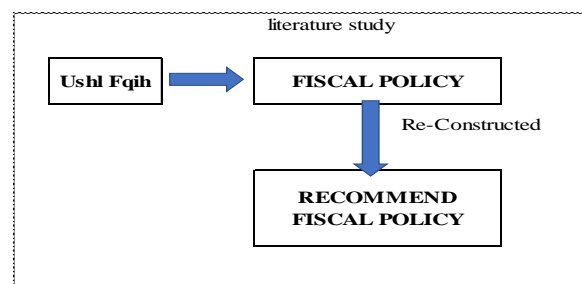 literature study
Ushl Fqih
FISCAL POLICY
Re-Constructed
RECOMMEND
FISCAL POLICY